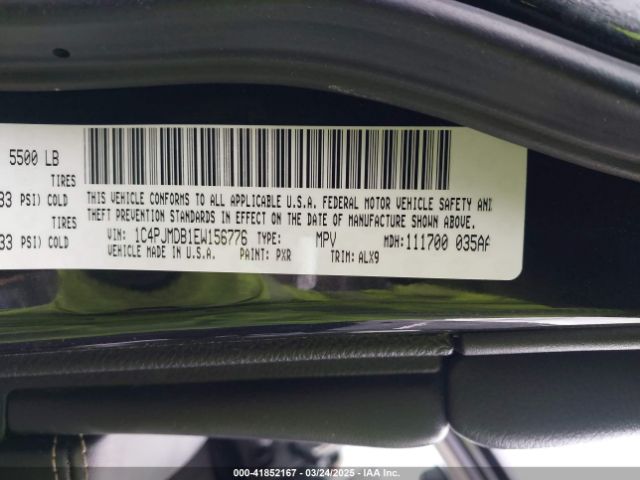 5500 LB
TIRES
33 PSI) COLD
TIRES
33 PSI) COLD
THIS VEHICLE CONFORMS TO ALL APPLICABLE U.S.A. FEDERAL MOTOR VEHICLE SAFETY AND
THEFT PREVENTION STANDARDS IN EFFECT ON THE DATE OF MANUFACTURE SHOWN ABOVE.
VIN: 1C4PJMDB1EW156776 TYPE: MPV MDH: 111700 035AA
VEHICLE MADE IN U.S.A. PAINT: PXR TRIM: ALX9
000-41852167 - 03/24/2025 - IAA Inc.